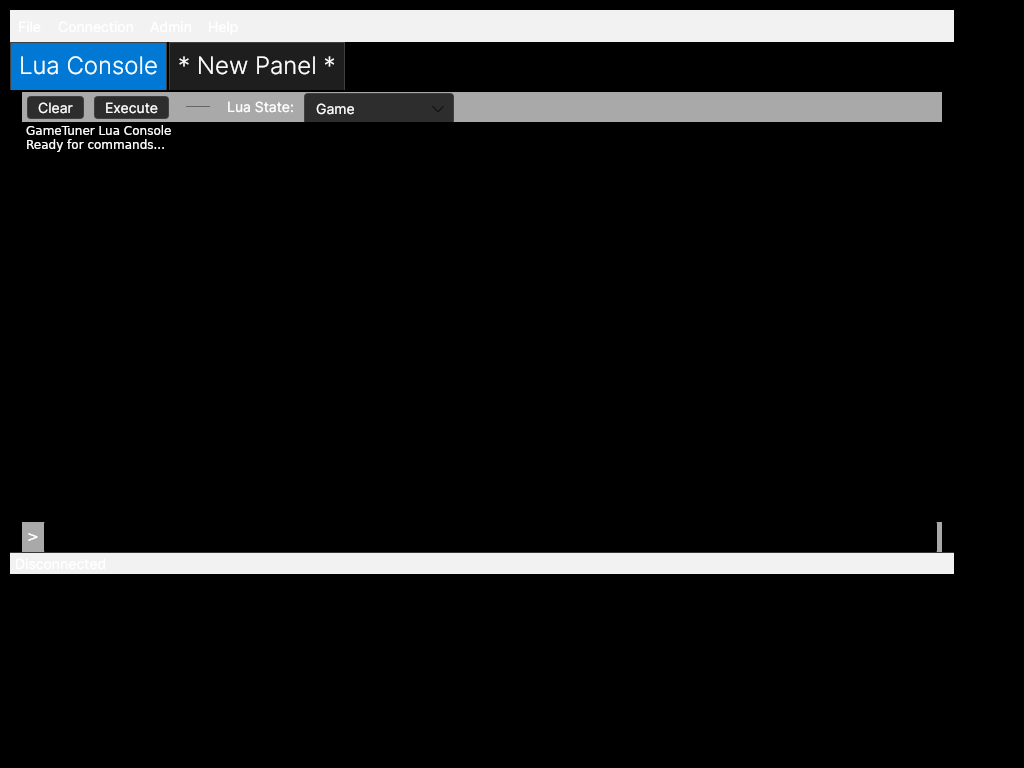 File Connection Admin Help
Lua Console * New Panel *
Clear Execute Lua State: Game
GameTuner Lua Console
Ready for commands...
>
Disconnected